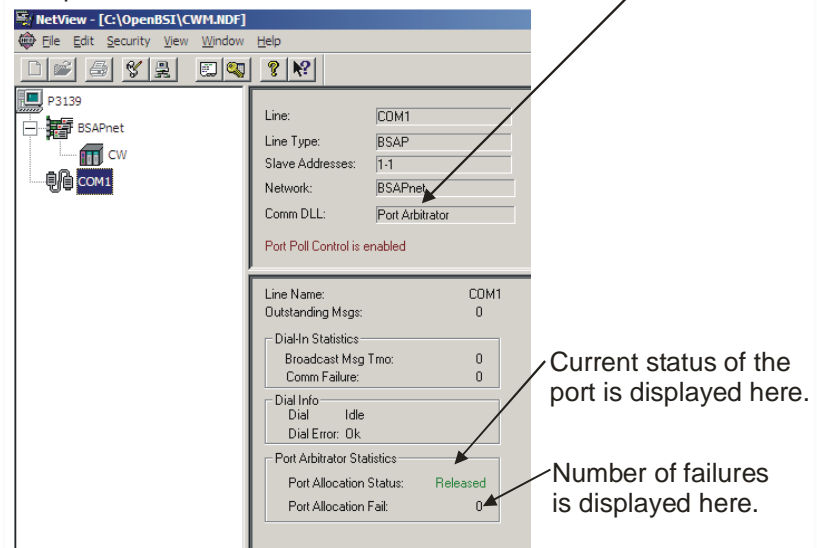 NetView - [C:\OpenBSI\CWM.NDF]
File Edit Security View Window Help
P3139
BSAPnet
CW
COM1
Line: COM1
Line Type: BSAP
Slave Addresses: 1-1
Network: BSAPnet
Comm DLL: Port Arbitrator
Port Poll Control is enabled
Line Name: COM1
Outstanding Msgs: 0
Dial-In Statistics
Broadcast Msg Tmo: 0
Comm Failure: 0
Dial Info
Dial Idle
Dial Error: Ok
Port Arbitrator Statistics
Port Allocation Status: Released
Port Allocation Fail: 0
Current status of the
port is displayed here.
Number of failures
is displayed here.